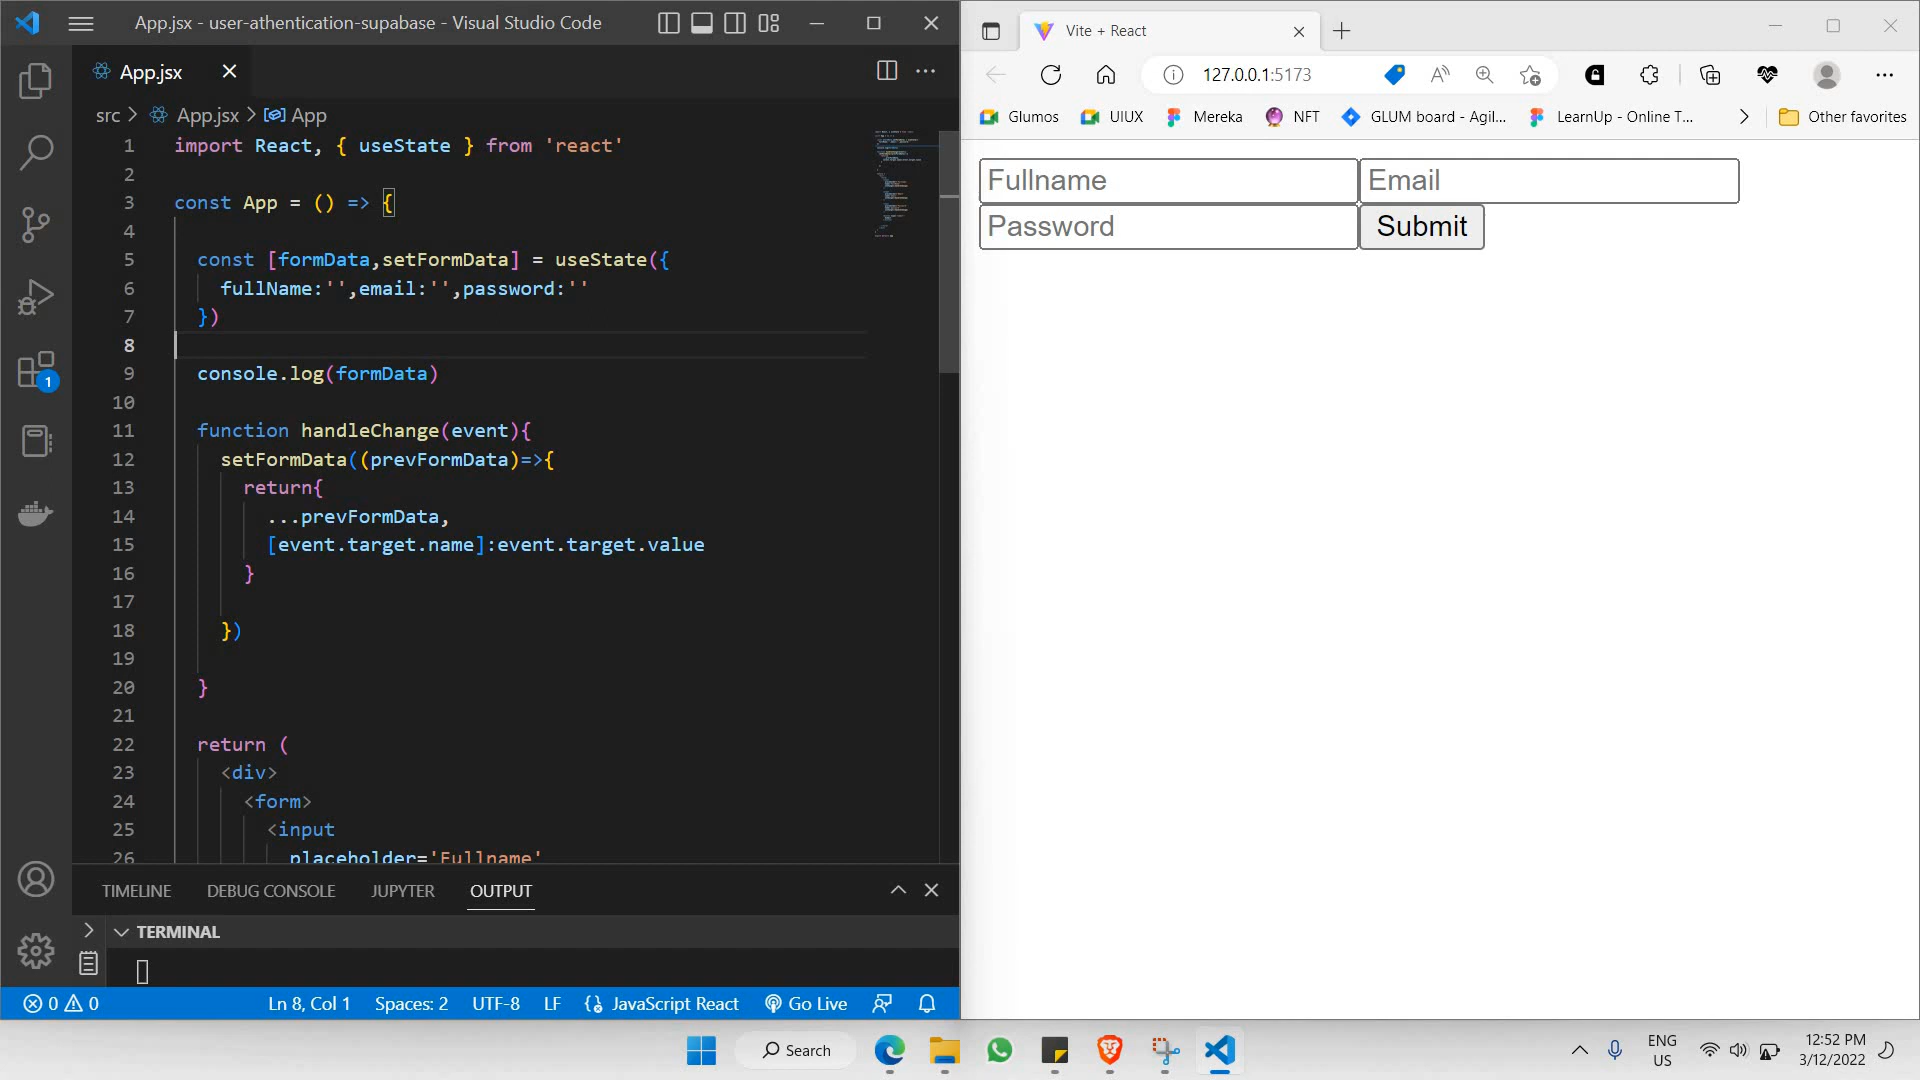 App.jsx - user-athentication-supabase - Visual Studio Code
App.jsx
src > App.jsx > App
1 import React, { useState } from 'react'
2
3 const App = () => {
4
5 const [formData,setFormData] = useState({
6 fullName:'',email:'',password:''
7 })
8
9 console.log(formData)
10
11 function handleChange(event){
12 setFormData((prevFormData)=>{
13 return{
14 ...prevFormData,
15 [event.target.name]:event.target.value
16 }
17
18 })
19
20 }
21
22 return (
23 <div>
24 <form>
25 <input
26 placeholder='Fullname'
1
TIMELINE DEBUG CONSOLE JUPYTER OUTPUT
TERMINAL
0 0 Ln 8, Col 1 Spaces: 2 UTF-8 LF JavaScript React Go Live
Vite + React
127.0.0.1:5173
Glumos UIUX Mereka NFT GLUM board - Agil... LearnUp - Online T... Other favorites
Fullname Email
Password Submit
Search
ENG
US
12:52 PM
3/12/2022